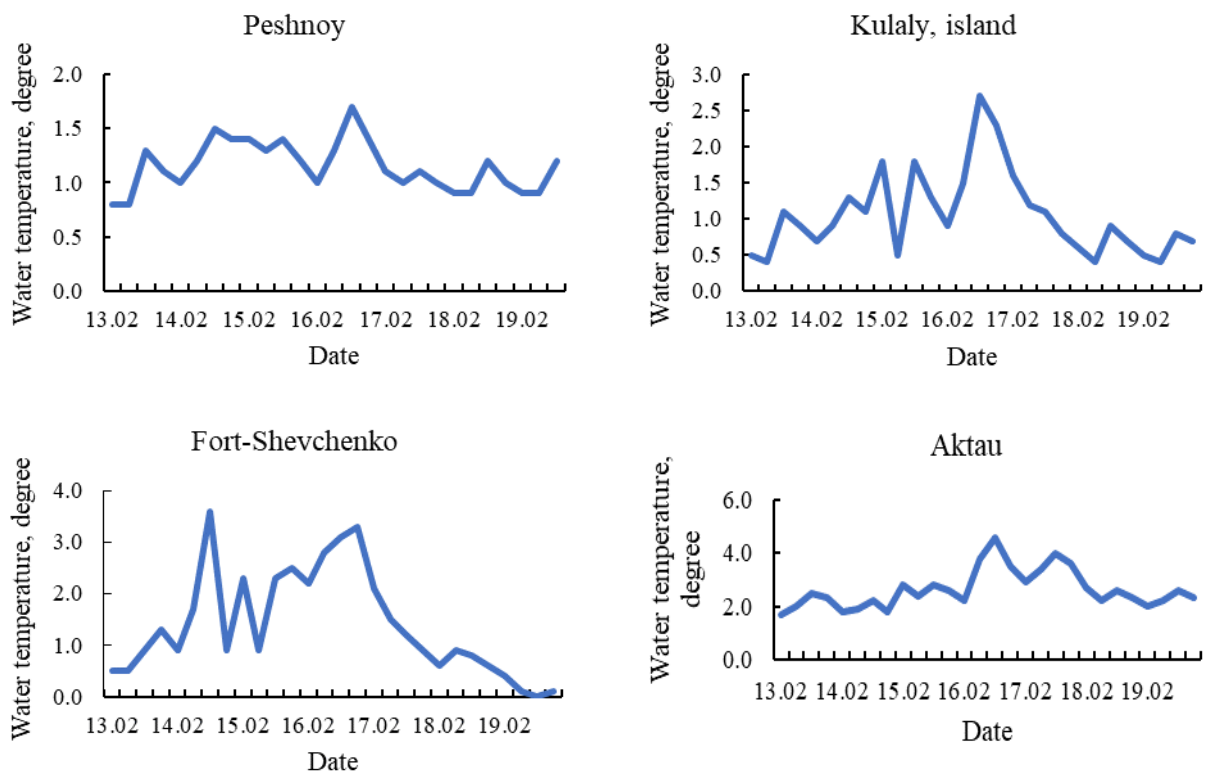 Peshnoy
Water temperature, degree
2.0
1.5
1.0
0.5
0.0
13.02 14.02 15.02 16.02 17.02 18.02 19.02
Date
Kulaly, island
Water temperature, degree
3.0
2.5
2.0
1.5
1.0
0.5
0.0
13.02 14.02 15.02 16.02 17.02 18.02 19.02
Date
Fort-Shevchenko
Water temperature, degree
4.0
3.0
2.0
1.0
0.0
13.02 14.02 15.02 16.02 17.02 18.02 19.02
Date
Aktau
Water temperature,
degree
6.0
4.0
2.0
0.0
13.02 14.02 15.02 16.02 17.02 18.02 19.02
Date